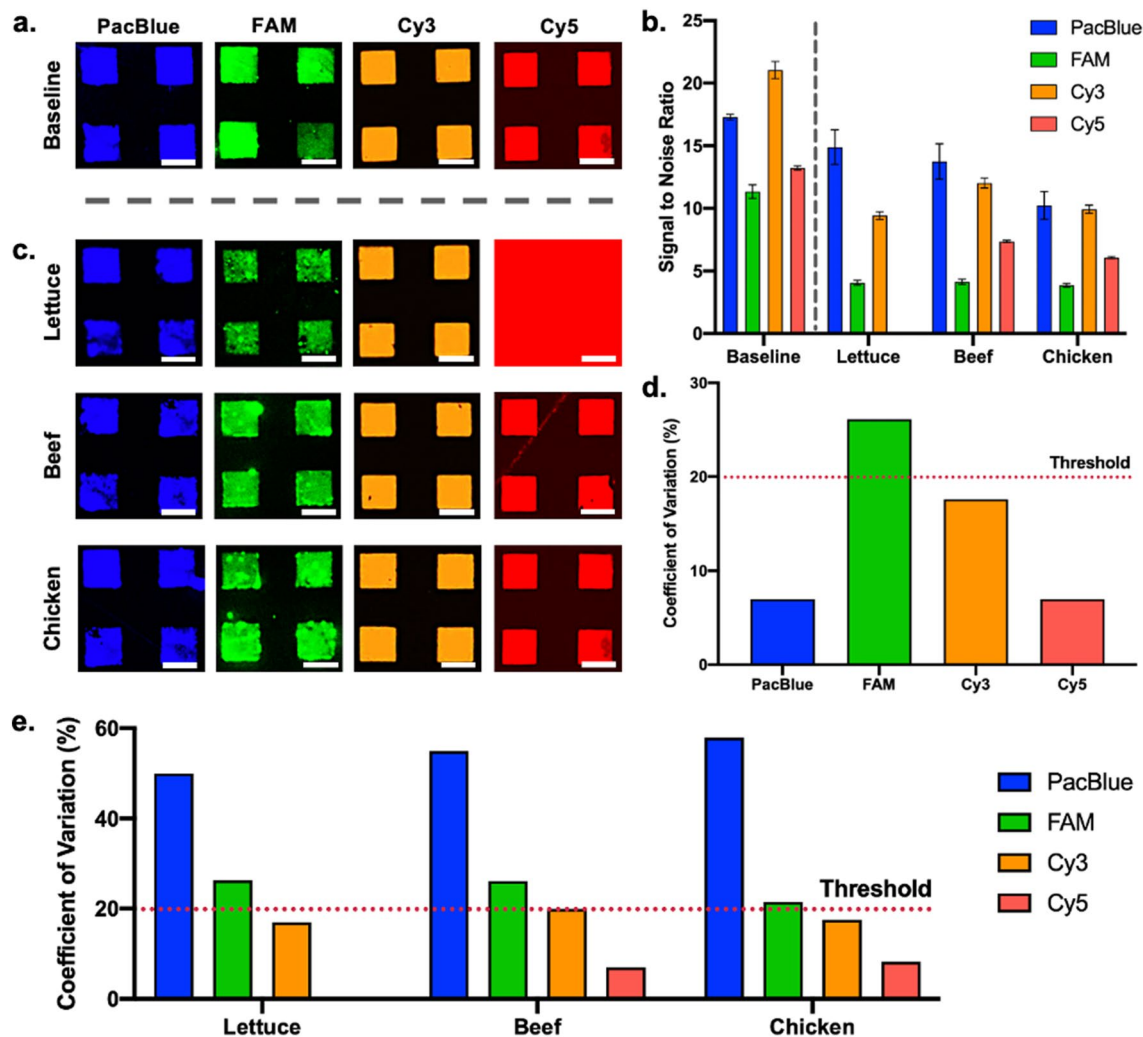 a.
PacBlue FAM Cy3 Cy5
Baseline
b.
Signal to Noise Ratio
25
20
15
10
5
0
PacBlue
FAM
Cy3
Cy5
Baseline Lettuce Beef Chicken
c.
Lettuce
Beef
Chicken
d.
Coefficient of Variation (%)
30
20
10
0
Threshold
PacBlue FAM Cy3 Cy5
e.
Coefficient of Variation (%)
60
40
20
0
Threshold
Lettuce Beef Chicken
PacBlue
FAM
Cy3
Cy5